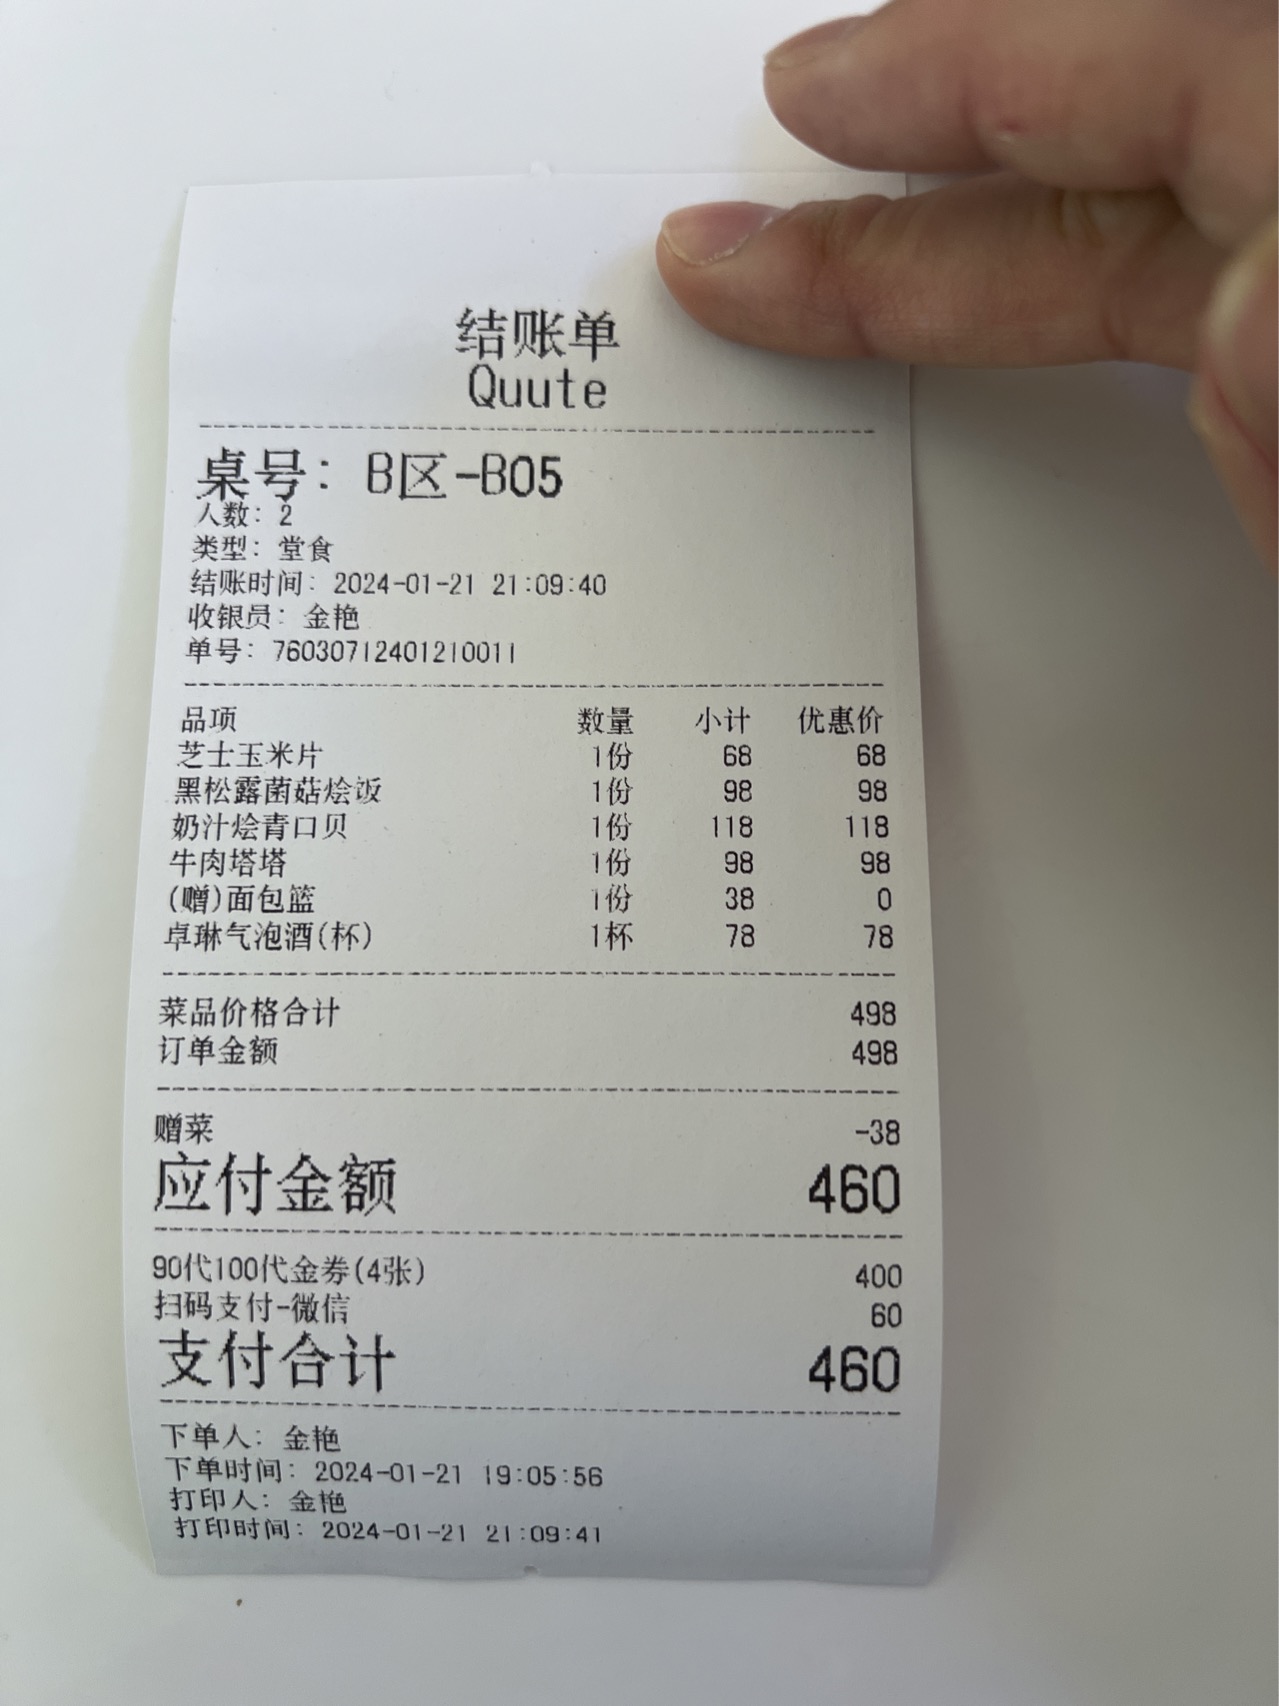 结账单
Quute
桌号: B区-B05
人数: 2
类型: 堂食
结账时间: 2024-01-21 21:09:40
收银员: 金艳
单号: 76030712401210011
品项 数量 小计 优惠价
芝士玉米片 1份 68 68
黑松露菌菇烩饭 1份 98 98
奶汁烩青口贝 1份 118 118
牛肉塔塔 1份 98 98
(赠)面包篮 1份 38 0
卓琳气泡酒(杯) 1杯 78 78
菜品价格合计 498
订单金额 498
赠菜 -38
应付金额 460
90代100代金券(4张) 400
扫码支付-微信 60
支付合计 460
下单人: 金艳
下单时间: 2024-01-21 19:05:56
打印人: 金艳
打印时间: 2024-01-21 21:09:41